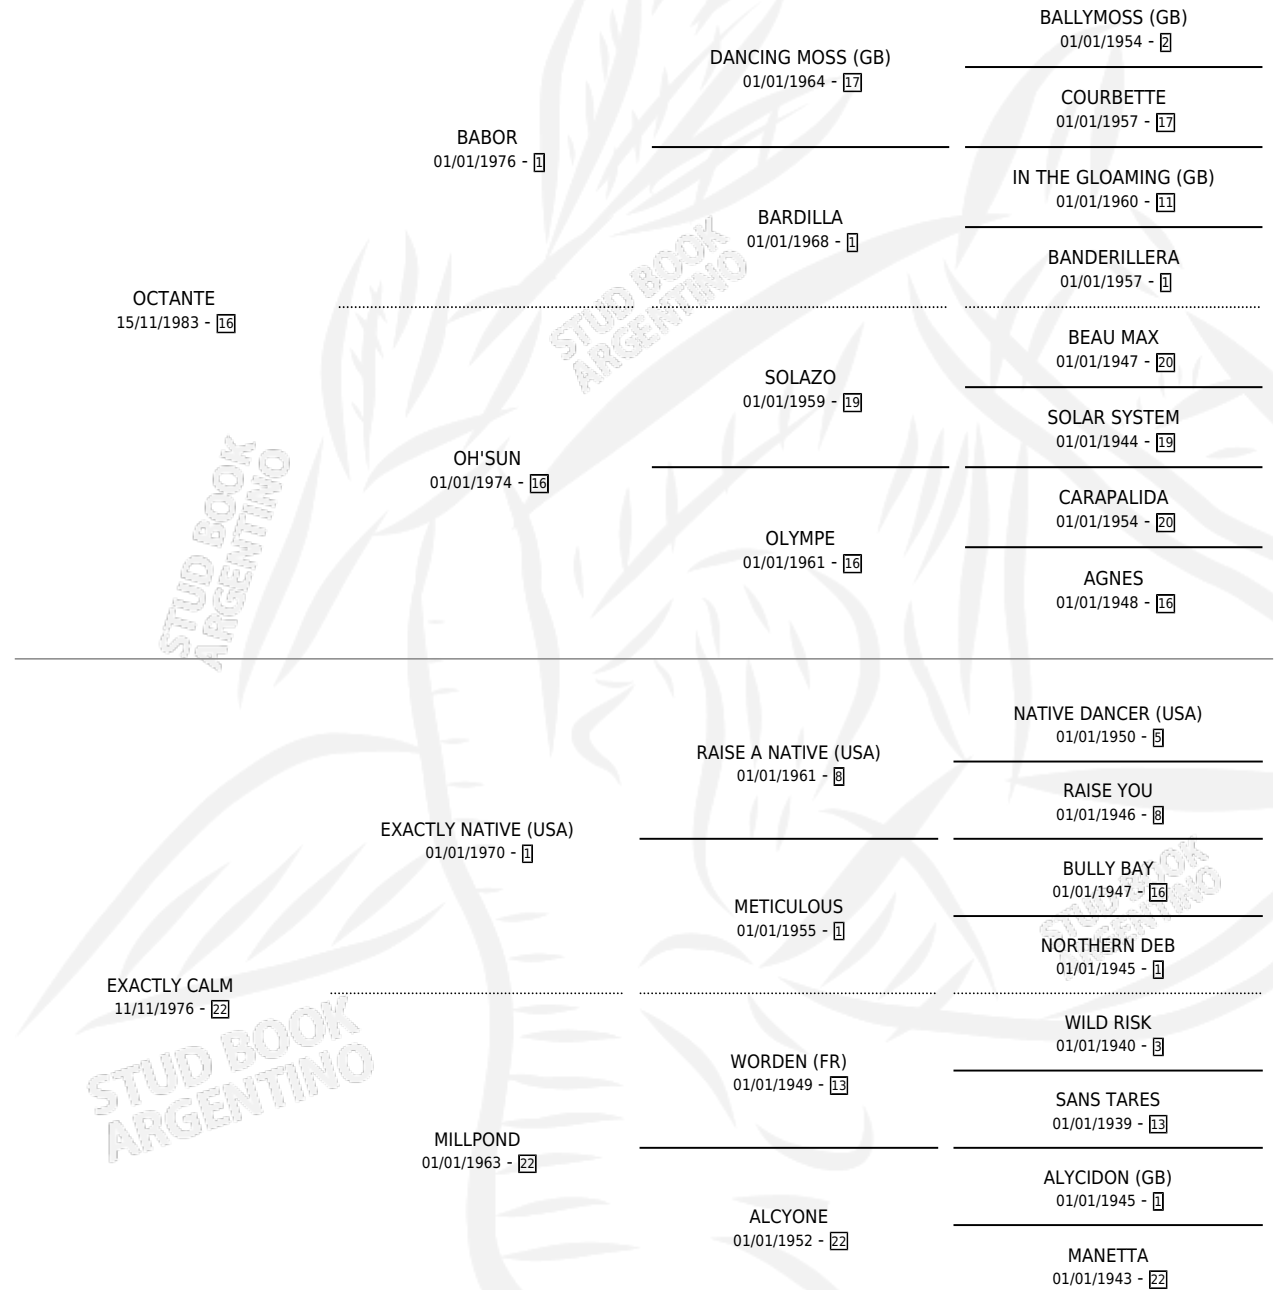 BALLYMOSS (GB)
01/01/1954 - 2
DANCING MOSS (GB)
01/01/1964 - 17
COURBETTE
01/01/1957 - 17
BABOR
01/01/1976 - 1
IN THE GLOAMING (GB)
01/01/1960 - 11
BARDILLA
01/01/1968 - 1
BANDERILLERA
01/01/1957 - 1
OCTANTE
15/11/1983 - 16
BEAU MAX
01/01/1947 - 20
SOLAZO
01/01/1959 - 19
SOLAR SYSTEM
01/01/1944 - 19
OH'SUN
01/01/1974 - 16
CARAPALIDA
01/01/1954 - 20
OLYMPE
01/01/1961 - 16
AGNES
01/01/1948 - 16
NATIVE DANCER (USA)
01/01/1950 - 5
RAISE A NATIVE (USA)
01/01/1961 - 8
RAISE YOU
01/01/1946 - 8
EXACTLY NATIVE (USA)
01/01/1970 - 1
BULLY BAY
01/01/1947 - 16
METICULOUS
01/01/1955 - 1
NORTHERN DEB
01/01/1945 - 1
EXACTLY CALM
11/11/1976 - 22
WILD RISK
01/01/1940 - 3
WORDEN (FR)
01/01/1949 - 13
SANS TARES
01/01/1939 - 13
MILLPOND
01/01/1963 - 22
ALYCIDON (GB)
01/01/1945 - 1
ALCYONE
01/01/1952 - 22
MANETTA
01/01/1943 - 22
STUD BOOK
ARGENTINO
STUD BOOK
ARGENTINO
STUD BOOK
ARGENTINO
STUD BOOK
ARGENTINO